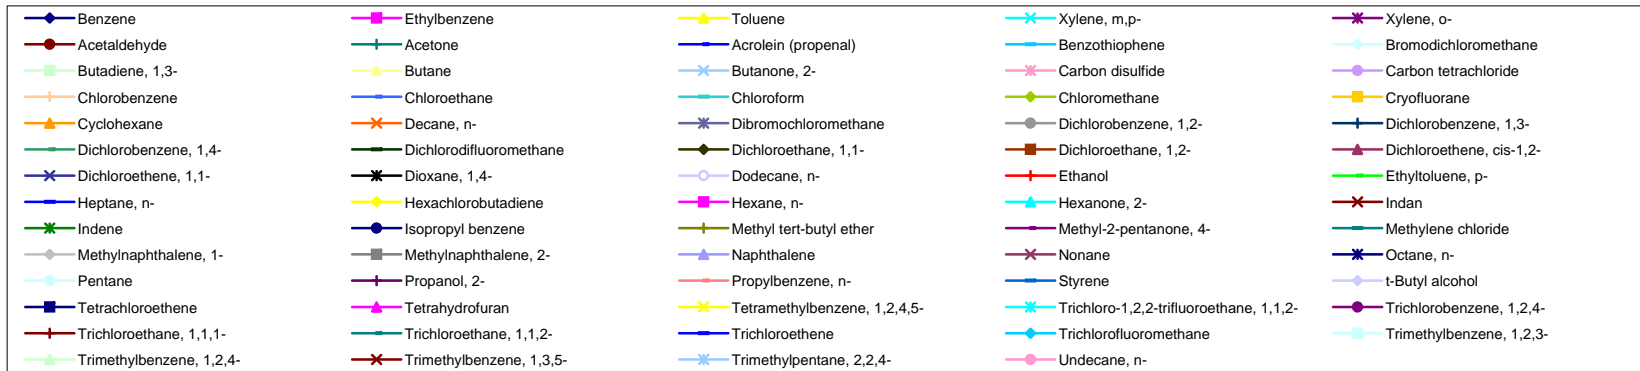 Benzene Ethylbenzene Toluene Xylene, m,p- Xylene, o-
Acetaldehyde Acetone Acrolein (propenal) Benzothiophene Bromodichloromethane
Butadiene, 1,3- Butane Butanone, 2- Carbon disulfide Carbon tetrachloride
Chlorobenzene Chloroethane Chloroform Chloromethane Cryofluorane
Cyclohexane Decane, n- Dibromochloromethane Dichlorobenzene, 1,2- Dichlorobenzene, 1,3-
Dichlorobenzene, 1,4- Dichlorodifluoromethane Dichloroethane, 1,1- Dichloroethane, 1,2- Dichloroethene, cis-1,2-
Dichloroethene, 1,1- Dioxane, 1,4- Dodecane, n- Ethanol Ethyltoluene, p-
Heptane, n- Hexachlorobutadiene Hexane, n- Hexanone, 2- Indan
Indene Isopropyl benzene Methyl tert-butyl ether Methyl-2-pentanone, 4- Methylene chloride
Methylnaphthalene, 1- Methylnaphthalene, 2- Naphthalene Nonane Octane, n-
Pentane Propanol, 2- Propylbenzene, n- Styrene t-Butyl alcohol
Tetrachloroethene Tetrahydrofuran Tetramethylbenzene, 1,2,4,5- Trichloro-1,2,2-trifluoroethane, 1,1,2- Trichlorobenzene, 1,2,4-
Trichloroethane, 1,1,1- Trichloroethane, 1,1,2- Trichloroethene Trichlorofluoromethane Trimethylbenzene, 1,2,3-
Trimethylbenzene, 1,2,4- Trimethylbenzene, 1,3,5- Trimethylpentane, 2,2,4- Undecane, n-